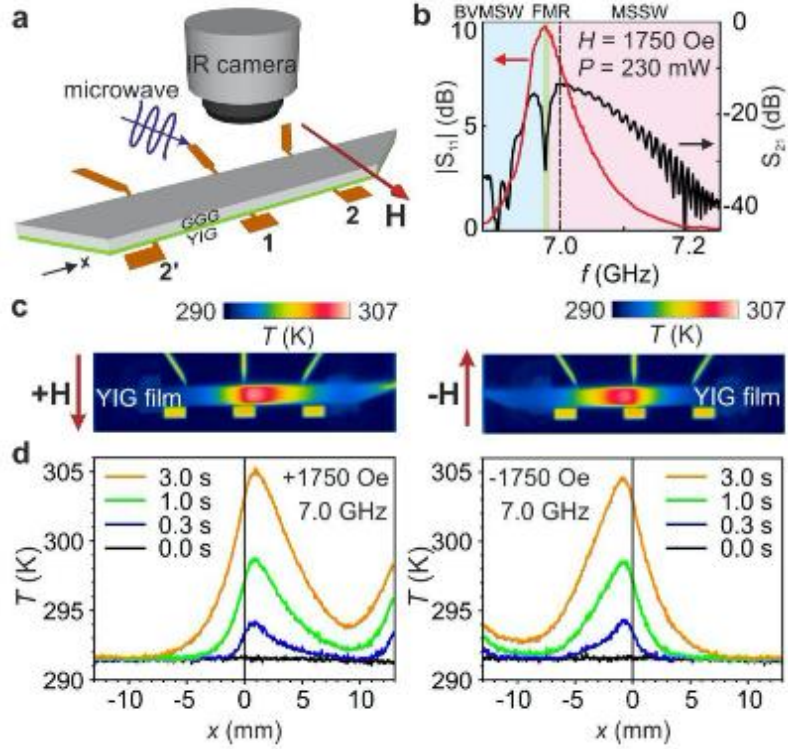 a
IR camera
microwave
GGG
YIG
x
2'
1
2
H
b
BVMSW FMR MSSW
H = 1750 Oe
P = 230 mW
10
5
0
|S₁₁| (dB)
0
-20
-40
S₂₁ (dB)
7.0 7.2
f (GHz)
c
290 307
T (K)
+H
YIG film
290 307
T (K)
-H
YIG film
d
305
300
295
290
T (K)
3.0 s
1.0 s
0.3 s
0.0 s
+1750 Oe
7.0 GHz
-10 -5 0 5 10
x (mm)
305
300
295
290
T (K)
-1750 Oe
7.0 GHz
3.0 s
1.0 s
0.3 s
0.0 s
-10 -5 0 5 10
x (mm)